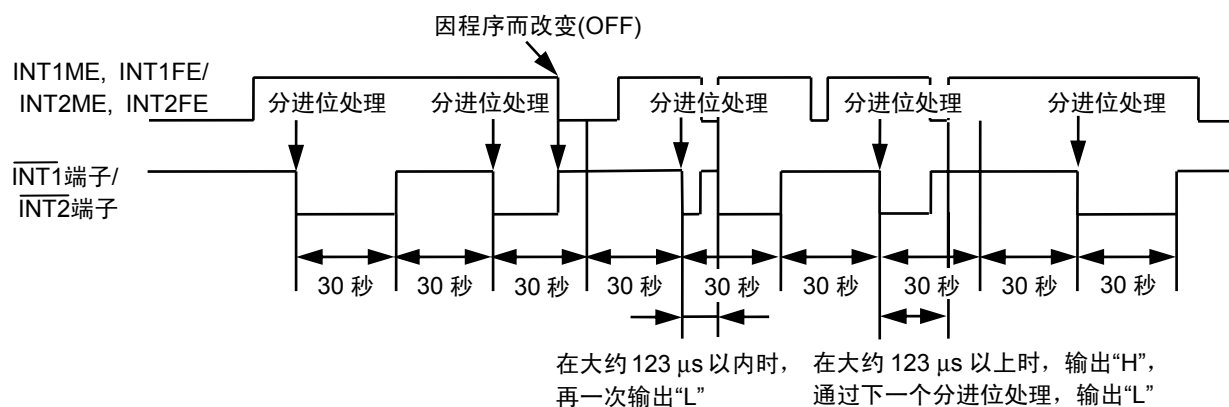 因程序而改变(OFF)
INT1ME, INT1FE/
INT2ME, INT2FE
分进位处理 分进位处理 分进位处理 分进位处理 分进位处理
INT1端子/
INT2端子
30 秒 30 秒 30 秒 30 秒 30 秒 30 秒 30 秒 30 秒 30 秒
在大约 123 μs 以内时，
再一次输出“L”
在大约 123 μs 以上时，输出“H”，
通过下一个分进位处理，输出“L”